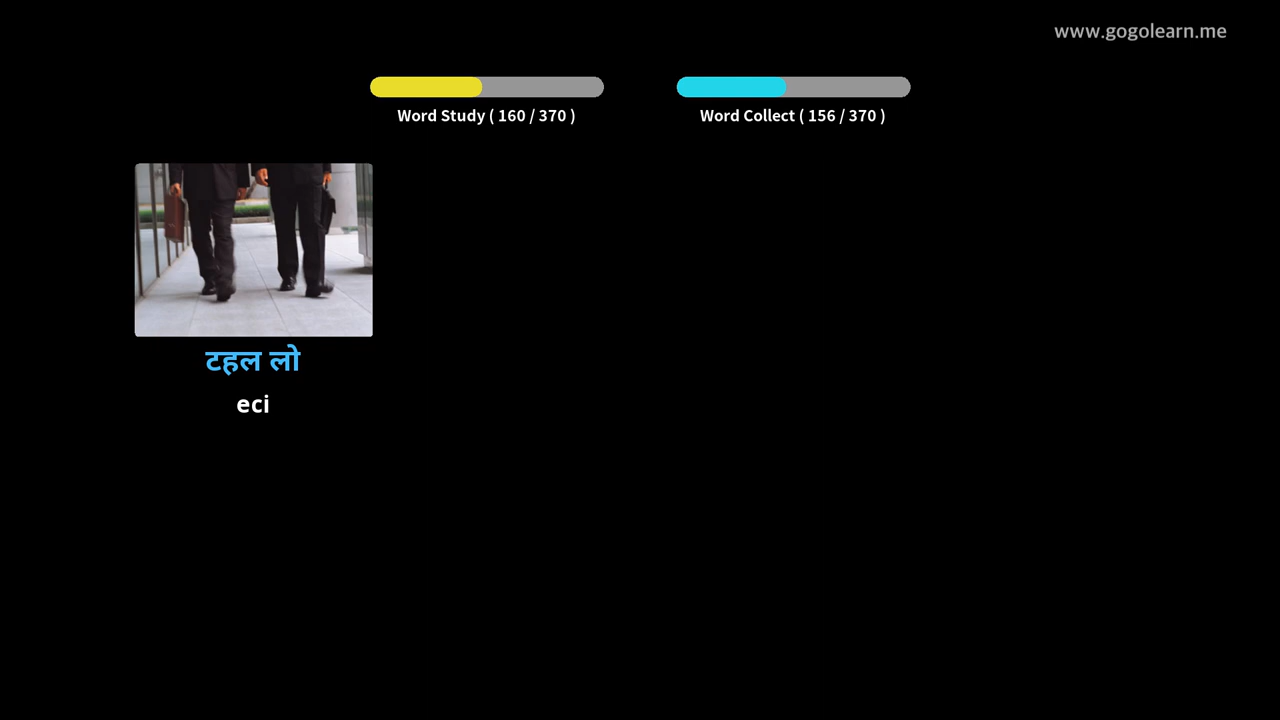 www.gogolearn.me
Word Study ( 160 / 370 )
Word Collect ( 156 / 370 )
टहल लो
eci